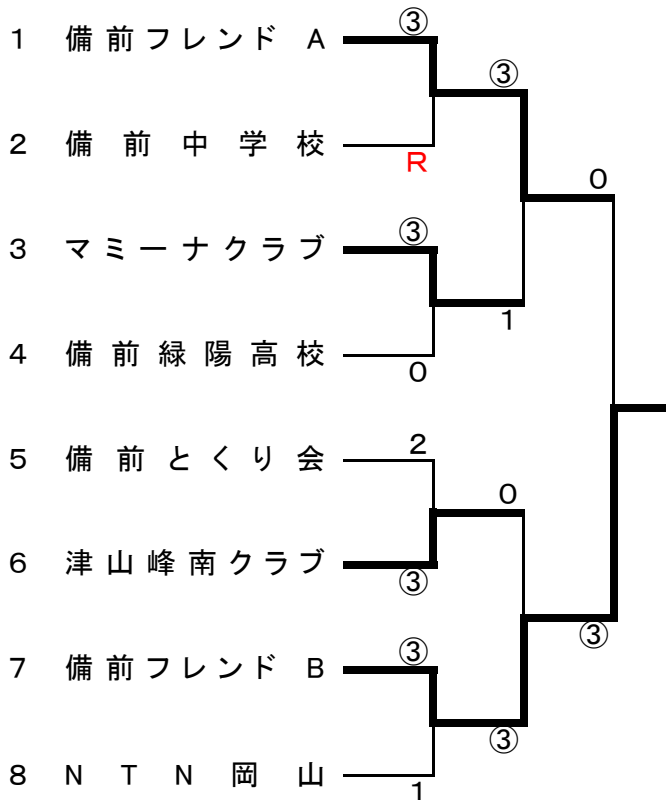 ③
1 備前フレンド A
③
2 備前中学校
R
0
③
3 マミーナクラブ
1
4 備前緑陽高校
0
2
5 備前とくり会
0
6 津山峰南クラブ
③
③
③
7 備前フレンド B
③
8 NTN岡山
1